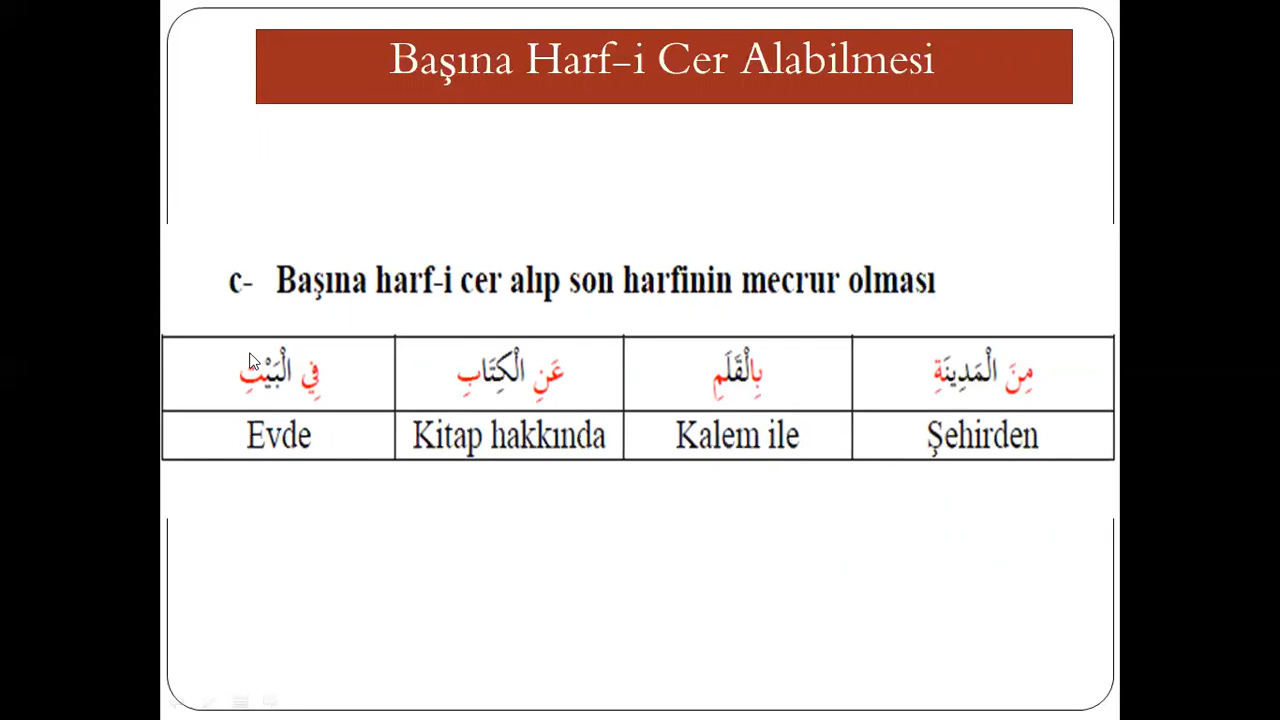 Başına Harf-i Cer Alabilmesi
c- Başına harf-i cer alıp son harfinin mecrur olması
فِي الْبَيْتِ عَنِ الْكِتَابِ بِالْقَلَمِ مِنَ الْمَدِينَةِ
Evde Kitap hakkında Kalem ile Şehirden